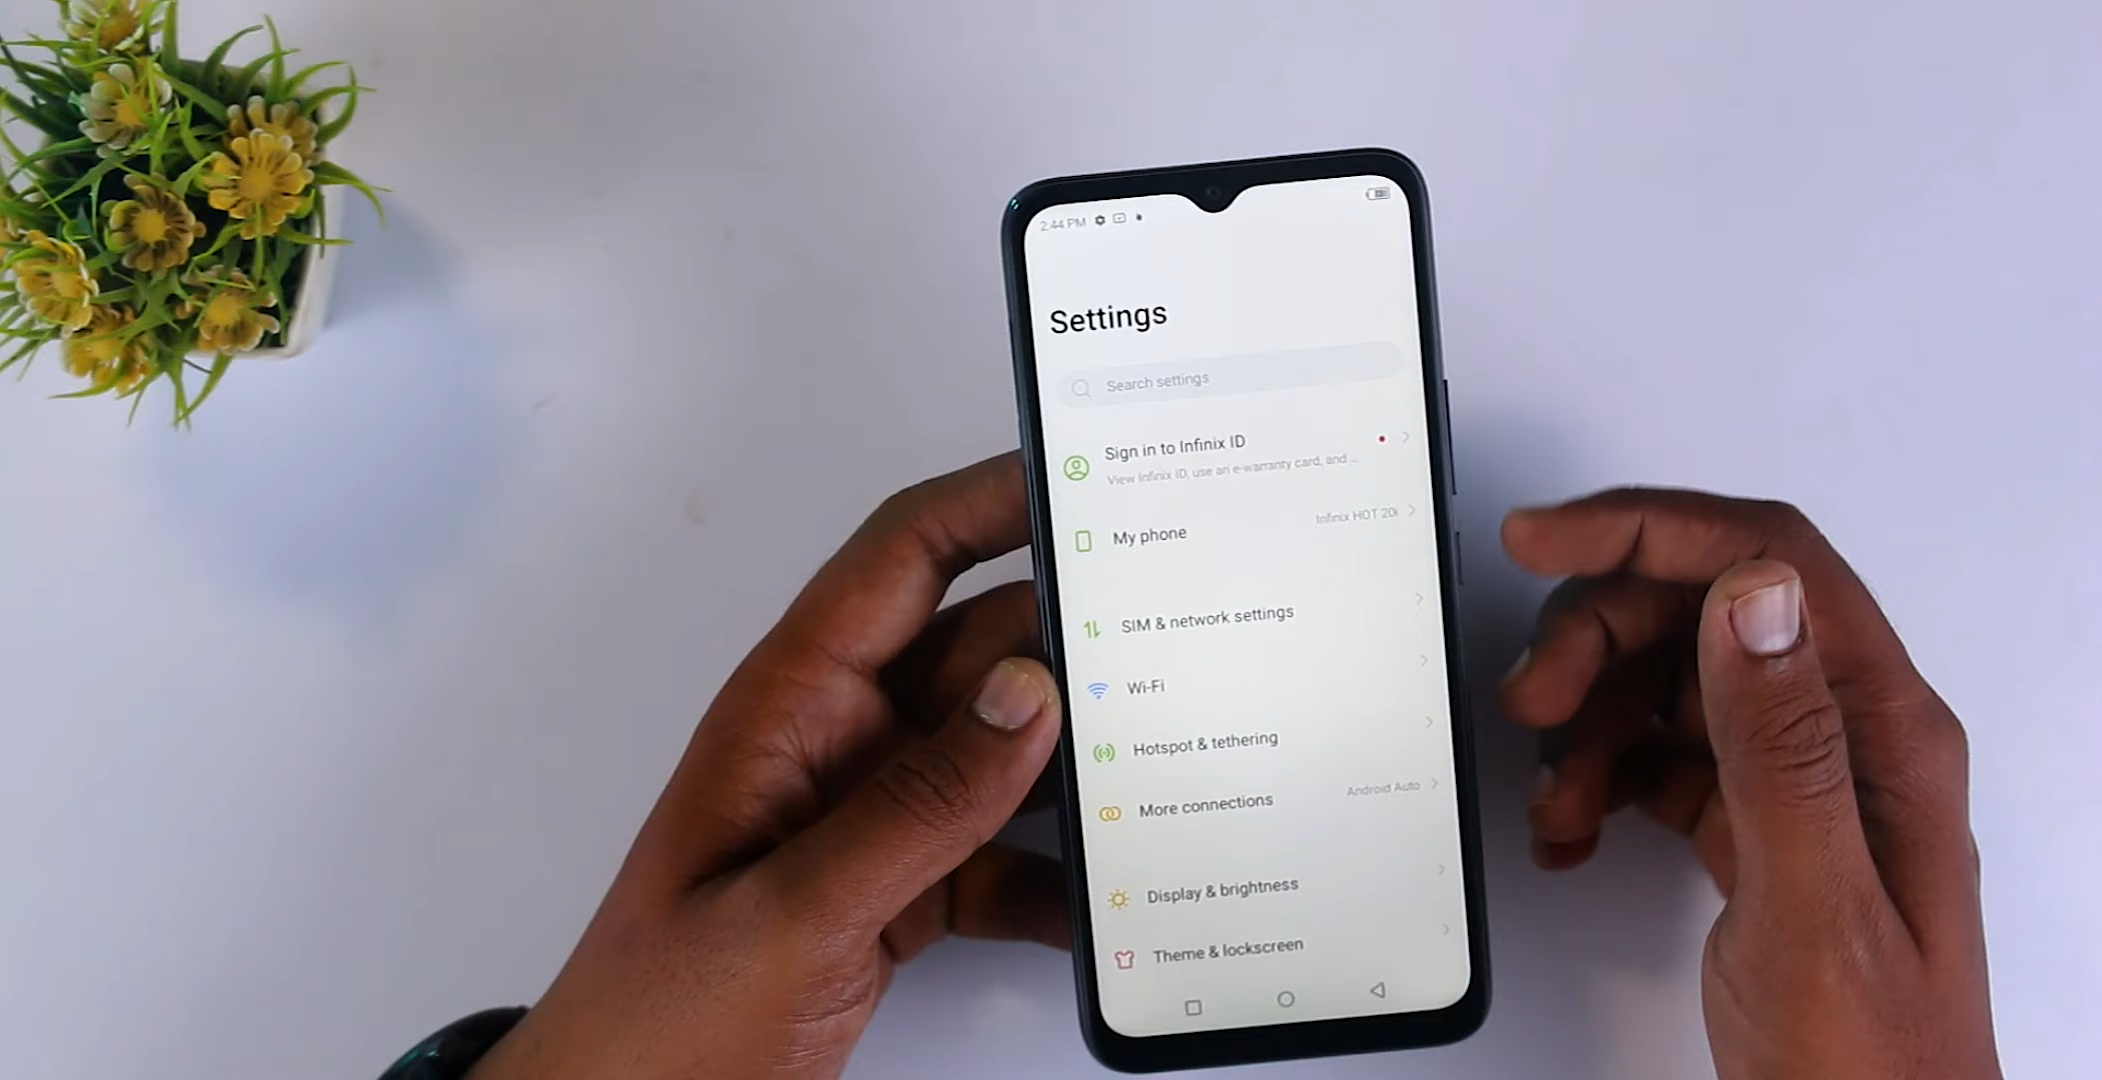 2:44 PM
Settings
Search settings
Sign in to Infinix ID
View Infinix ID, use an e-warranty card, and ...
My phone
Infinix HOT 20i
SIM & network settings
Wi-Fi
Hotspot & tethering
More connections
Android Auto
Display & brightness
Theme & lockscreen